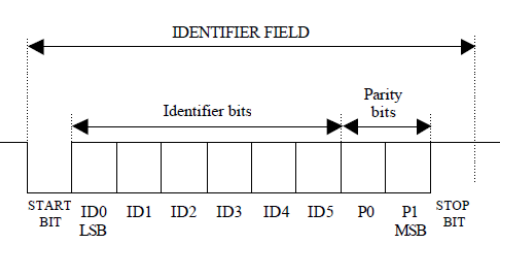 IDENTIFIER FIELD
Identifier bits
Parity
bits
START
BIT
ID0
LSB
ID1
ID2
ID3
ID4
ID5
P0
P1
MSB
STOP
BIT